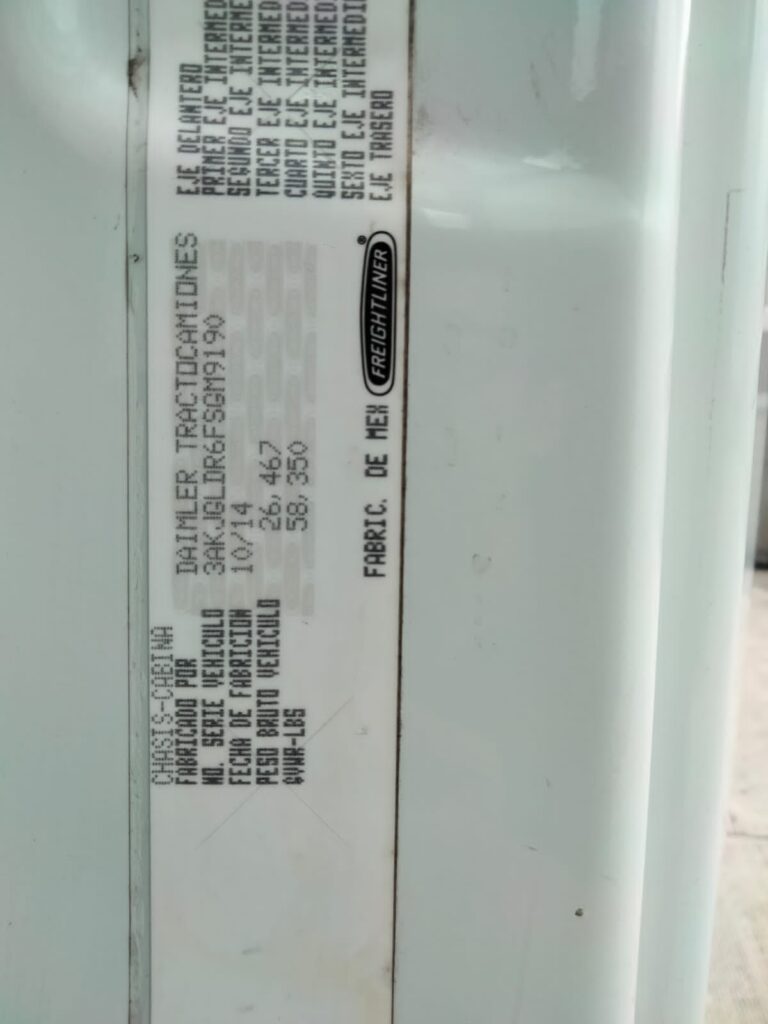 CHASIS-CABINA
FABRICADO POR DAIMLER TRACTOCAMIONES
NO. SERIE VEHICULO 3AKJGLDR6FSGM9190
FECHA DE FABRICION 10/14
PESO BRUTO VEHICULO 26,467
GVWR-LBS 58,350
FABRIC. DE MEX FREIGHTLINER®
EJE DELANTERO
PRIMER EJE INTERMED
SEGUNDO EJE INTERME
TERCER EJE INTERMED
CUARTO EJE INTERMED
QUINTO EJE INTERMED
SEXTO EJE INTERMEDI
EJE TRASERO